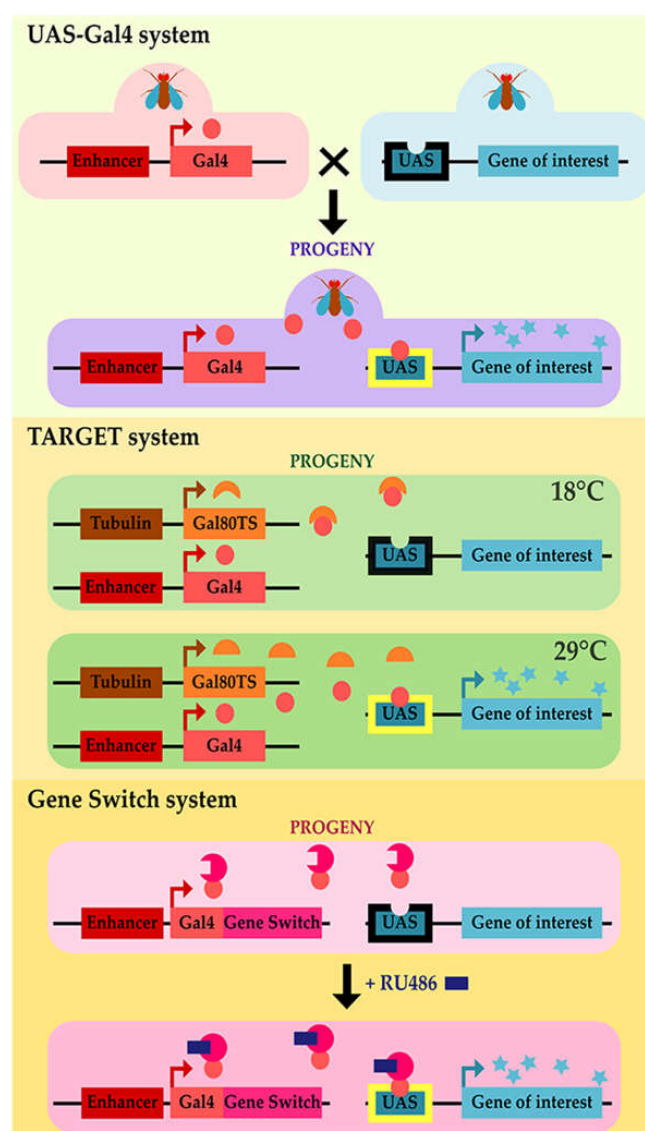 UAS-Gal4 system
Enhancer Gal4 UAS Gene of interest
PROGENY
Enhancer Gal4 UAS Gene of interest
TARGET system
PROGENY
18°C
Tubulin Gal80TS
UAS Gene of interest
Enhancer Gal4
29°C
Tubulin Gal80TS
UAS Gene of interest
Enhancer Gal4
Gene Switch system
PROGENY
Enhancer Gal4 Gene Switch UAS Gene of interest
+ RU486
Enhancer Gal4 Gene Switch UAS Gene of interest